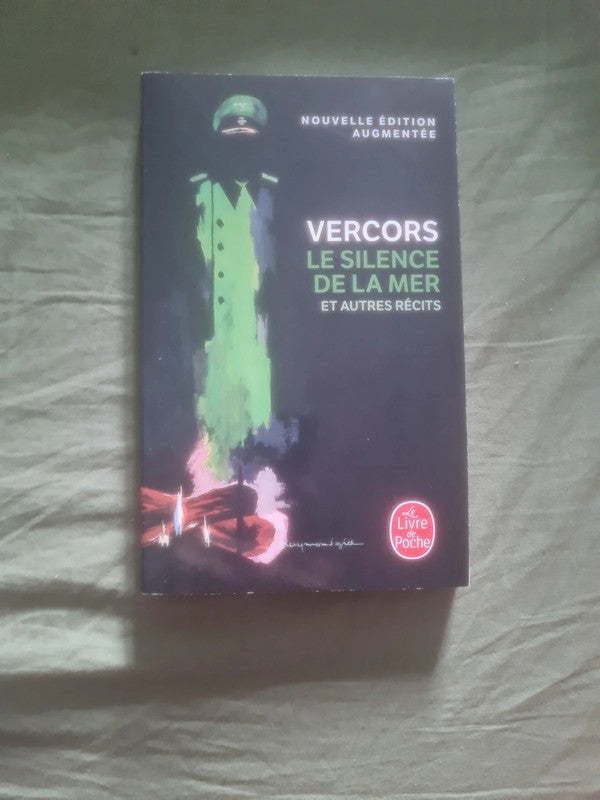 NOUVELLE ÉDITION
AUGMENTÉE
VERCORS
LE SILENCE
DE LA MER
ET AUTRES RÉCITS
Le
Livre
de
Poche